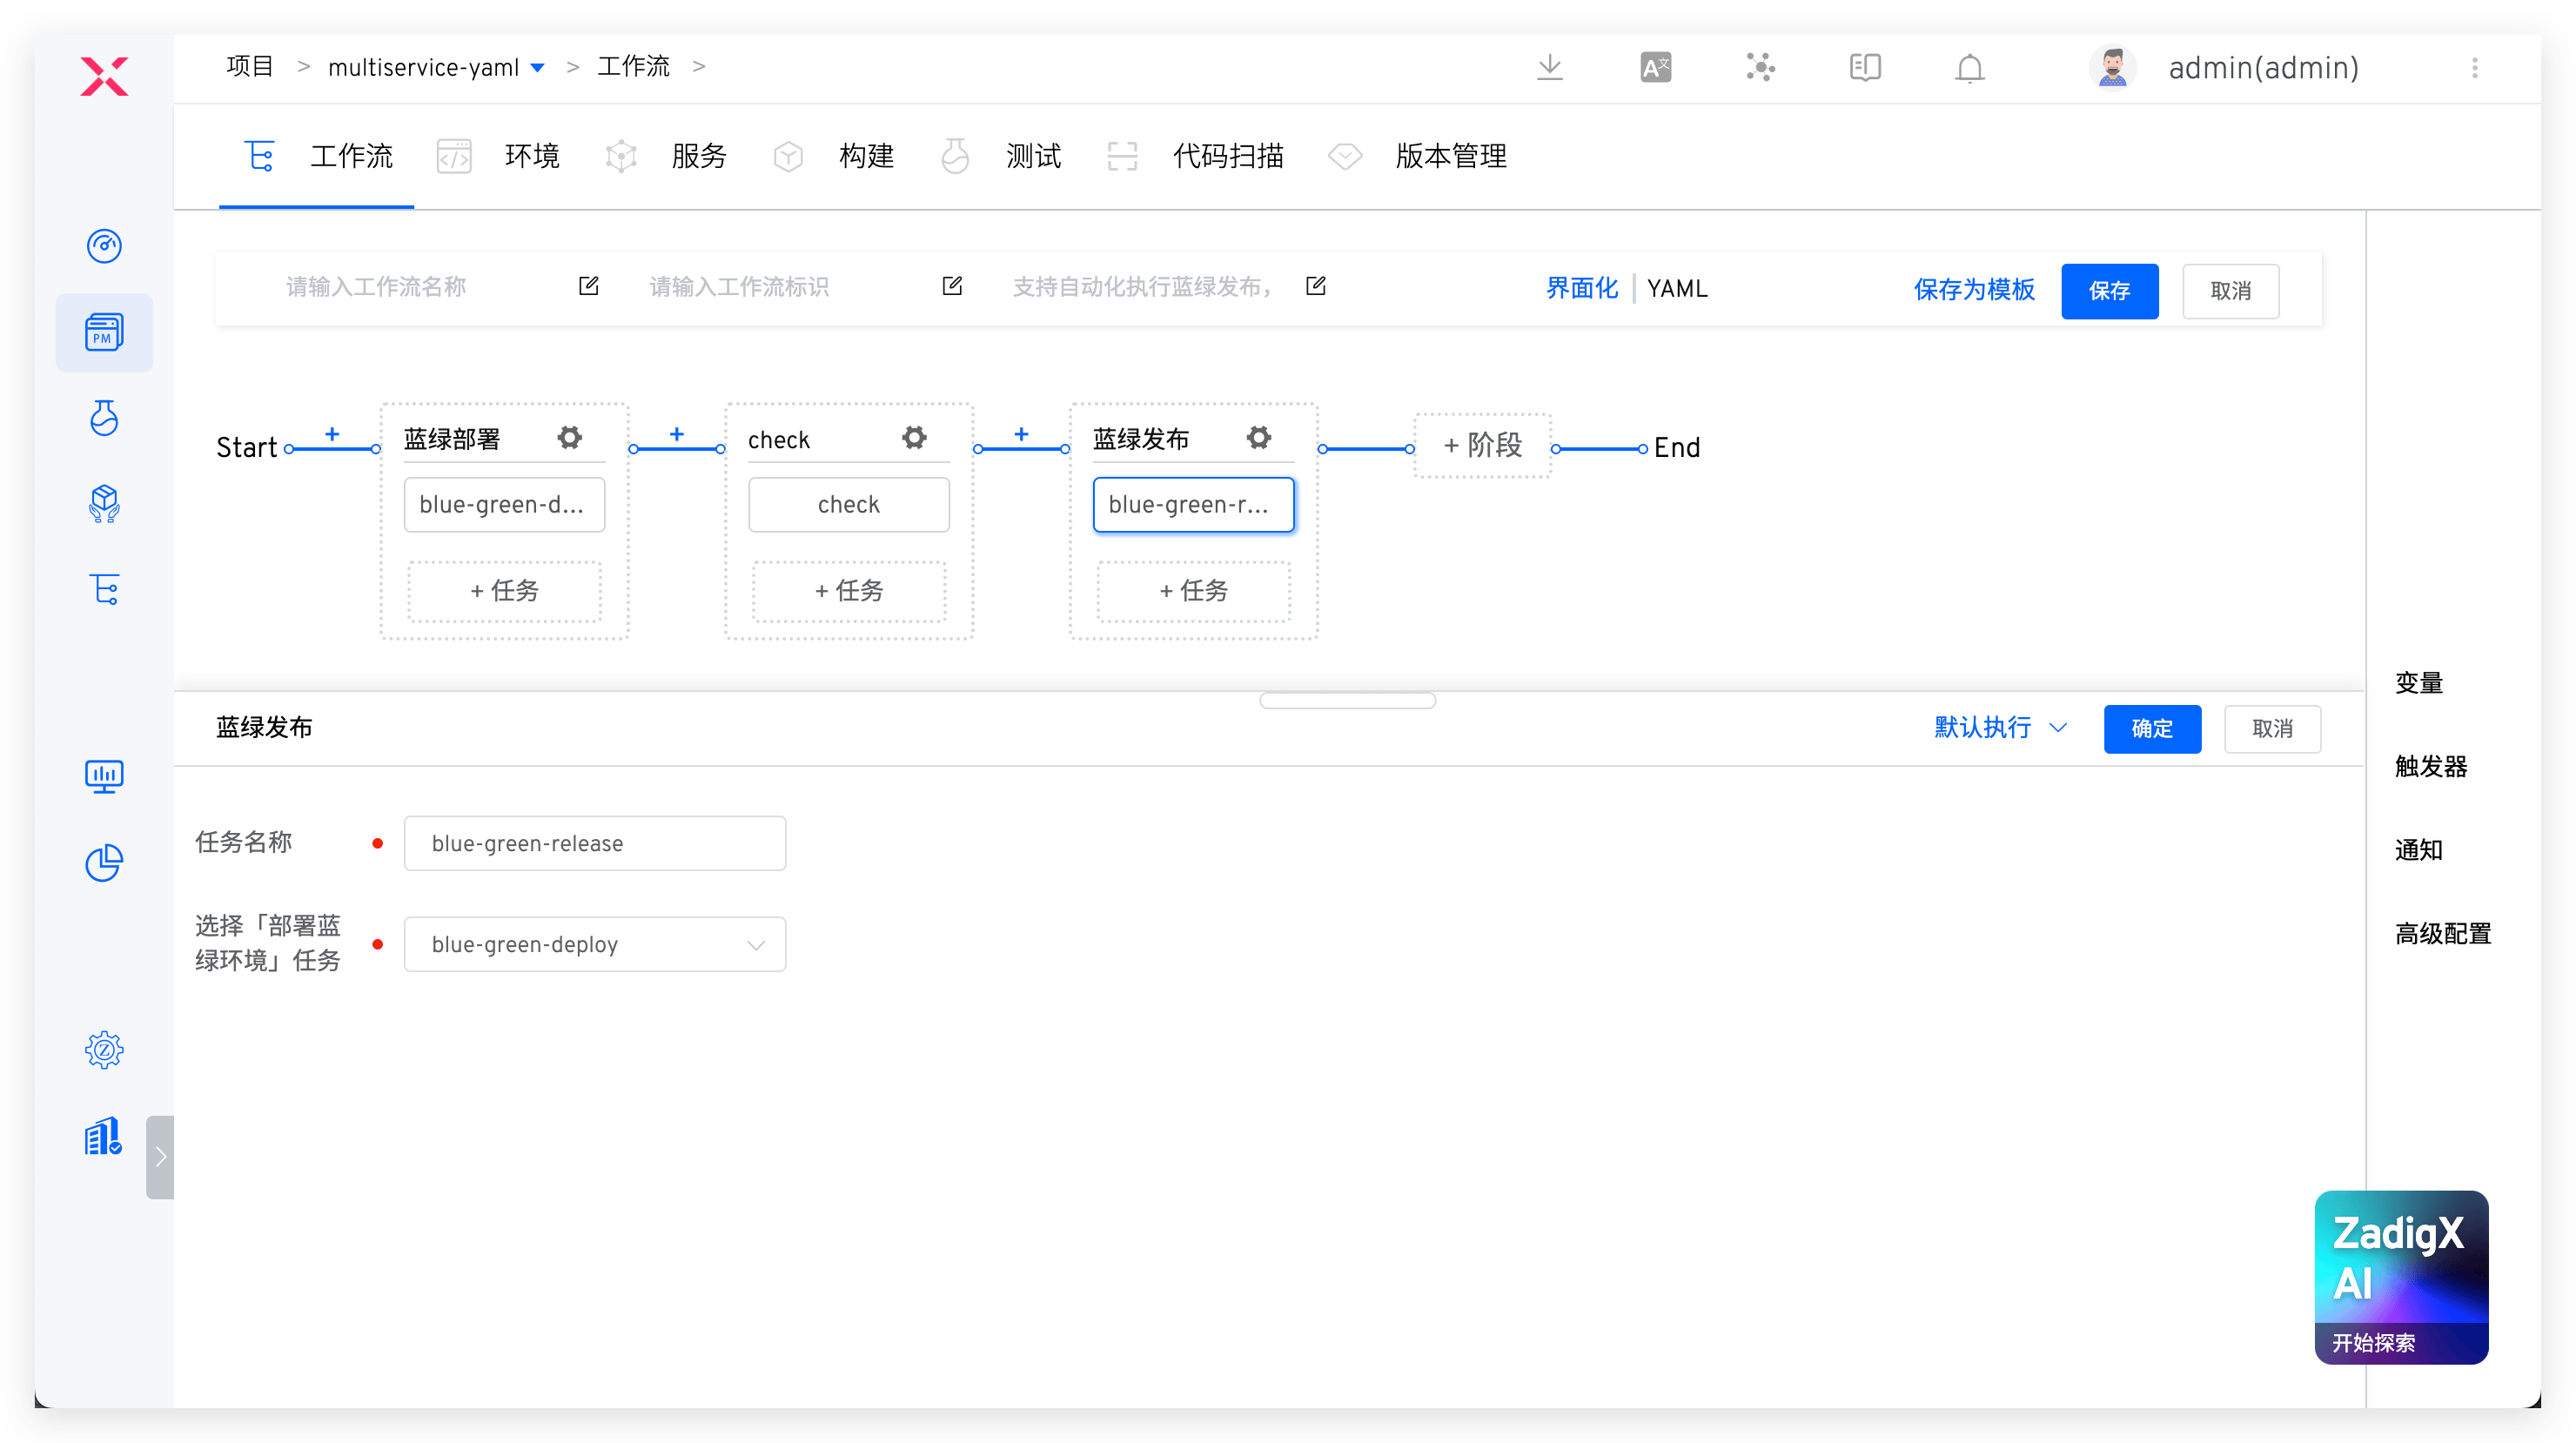 项目 > multiservice-yaml > 工作流 >
A文
admin(admin)
工作流 环境 服务 构建 测试 代码扫描 版本管理
PM
请输入工作流名称 请输入工作流标识 支持自动化执行蓝绿发布， 界面化 | YAML 保存为模板 保存 取消
Start + 蓝绿部署 + check + 蓝绿发布 + 阶段 End
blue-green-d... check blue-green-r...
+ 任务 + 任务 + 任务
蓝绿发布 默认执行 确定 取消
任务名称 blue-green-release
选择「部署蓝
绿环境」任务 blue-green-deploy
变量
触发器
通知
高级配置
Z
ZadigX
AI
开始探索